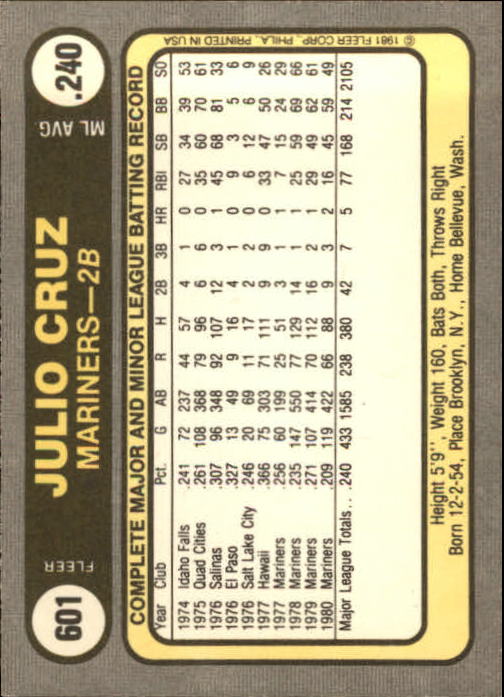 601
FLEER
JULIO CRUZ
MARINERS—2B
ML AVG.
.240
COMPLETE MAJOR AND MINOR LEAGUE BATTING RECORD
Year Club Pct. G AB R H 2B 3B HR RBI SB BB SO
1974 Idaho Falls .241 72 237 44 57 4 1 0 27 34 39 53
1975 Quad Cities .261 108 368 79 96 6 6 0 35 60 70 61
1976 Salinas .307 96 348 92 107 12 3 1 45 68 81 33
1976 El Paso .327 13 49 9 16 4 1 0 9 3 5 6
1976 Salt Lake City .246 20 69 11 17 2 2 0 6 12 6 9
1977 Hawaii .366 75 303 71 111 9 9 1 33 47 50 26
1977 Mariners .256 60 199 25 51 3 1 1 7 15 24 29
1978 Mariners .235 147 550 77 129 14 1 1 25 59 69 66
1979 Mariners .271 107 414 70 112 16 2 1 29 49 62 61
1980 Mariners .209 119 422 66 88 9 3 2 16 45 59 49
Major League Totals. . .240 433 1585 238 380 42 7 5 77 168 214 2105
Height 5'9'', Weight 160, Bats Both, Throws Right
Born 12-2-54, Place Brooklyn, N.Y., Home Bellevue, Wash.
© 1981 FLEER CORP., PHILA., PRINTED IN USA